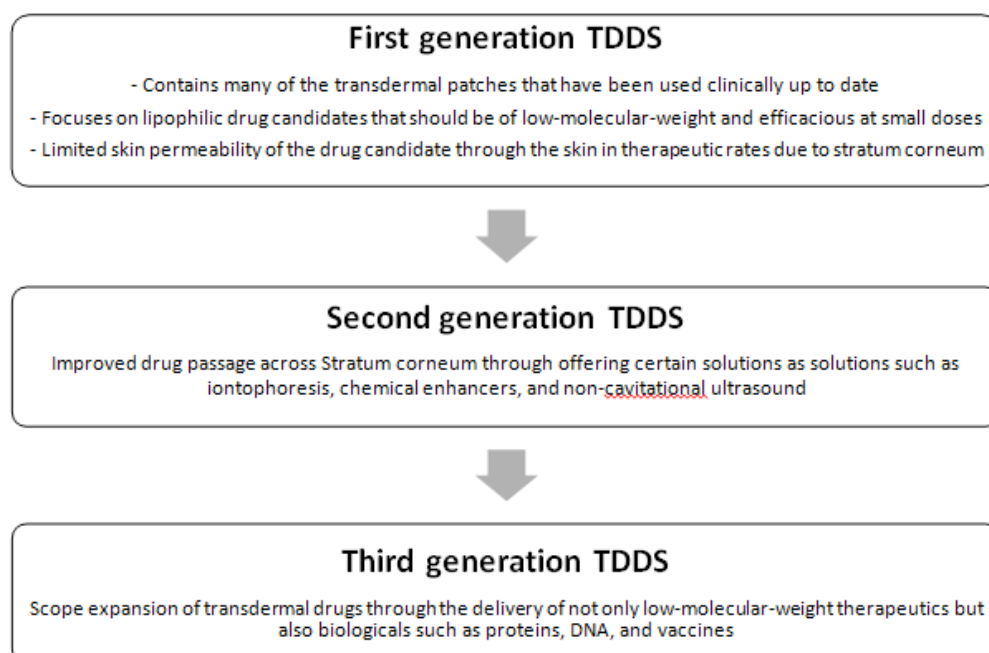 First generation TDDS
- Contains many of the transdermal patches that have been used clinically up to date
- Focuses on lipophilic drug candidates that should be of low-molecular-weight and efficacious at small doses
- Limited skin permeability of the drug candidate through the skin in therapeutic rates due to stratum corneum
Second generation TDDS
Improved drug passage across Stratum corneum through offering certain solutions as solutions such as
iontophoresis, chemical enhancers, and non-cavitational ultrasound
Third generation TDDS
Scope expansion of transdermal drugs through the delivery of not only low-molecular-weight therapeutics but
also biologicals such as proteins, DNA, and vaccines